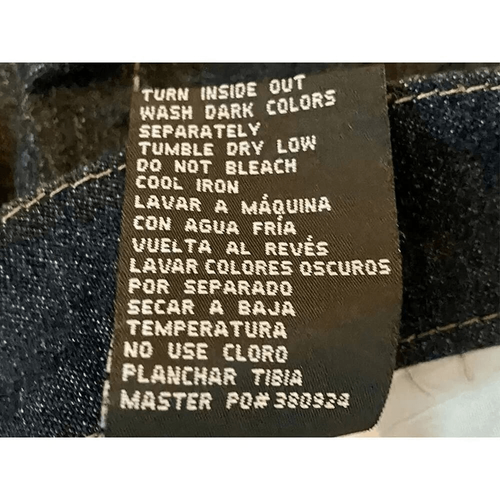 TURN INSIDE OUT
WASH DARK COLORS
SEPARATELY
TUMBLE DRY LOW
DO NOT BLEACH
COOL IRON
LAVAR A MÁQUINA
CON AGUA FRÍA
VUELTA AL REVÉS
LAVAR COLORES OSCUROS
POR SEPARADO
SECAR A BAJA
TEMPERATURA
NO USE CLORO
PLANCHAR TIBIA
MASTER PO# 380924